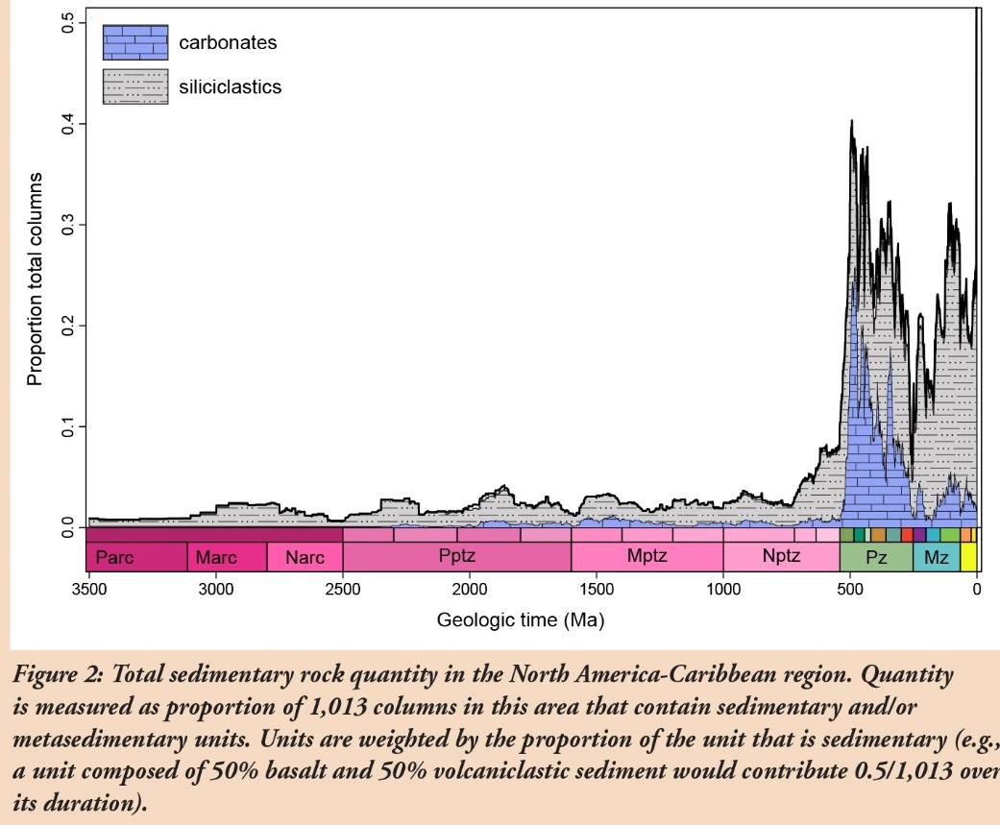 0.5
carbonates
siliciclastics
0.4
0.3
0.2
0.1
0.0
Proportion total columns
Parc Marc Narc Pptz Mptz Nptz Pz Mz
3500 3000 2500 2000 1500 1000 500 0
Geologic time (Ma)
Figure 2: Total sedimentary rock quantity in the North America-Caribbean region. Quantity
is measured as proportion of 1,013 columns in this area that contain sedimentary and/or
metasedimentary units. Units are weighted by the proportion of the unit that is sedimentary (e.g.,
a unit composed of 50% basalt and 50% volcaniclastic sediment would contribute 0.5/1,013 over
its duration).